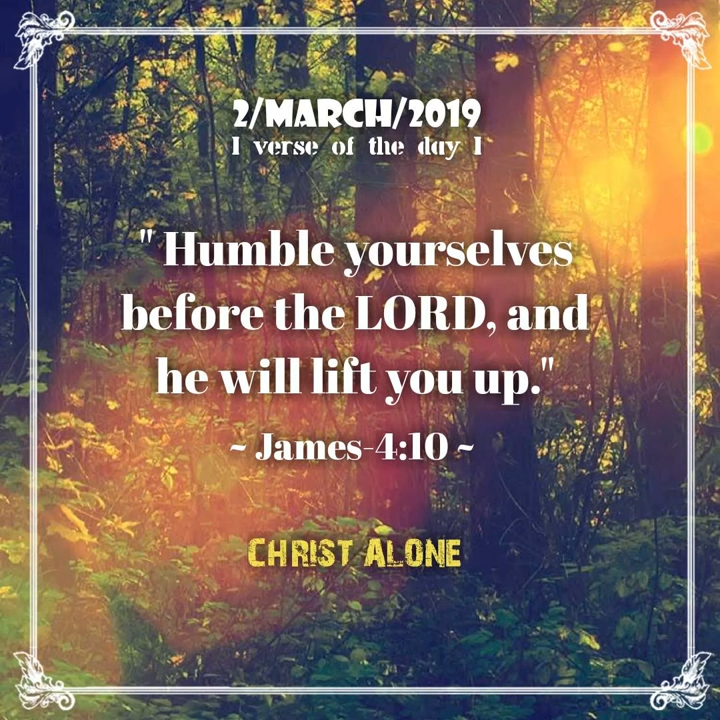 2/MARCH/2019
I verse of the day I
" Humble yourselves
before the LORD, and
he will lift you up."
~ James-4:10 ~
CHRIST ALONE